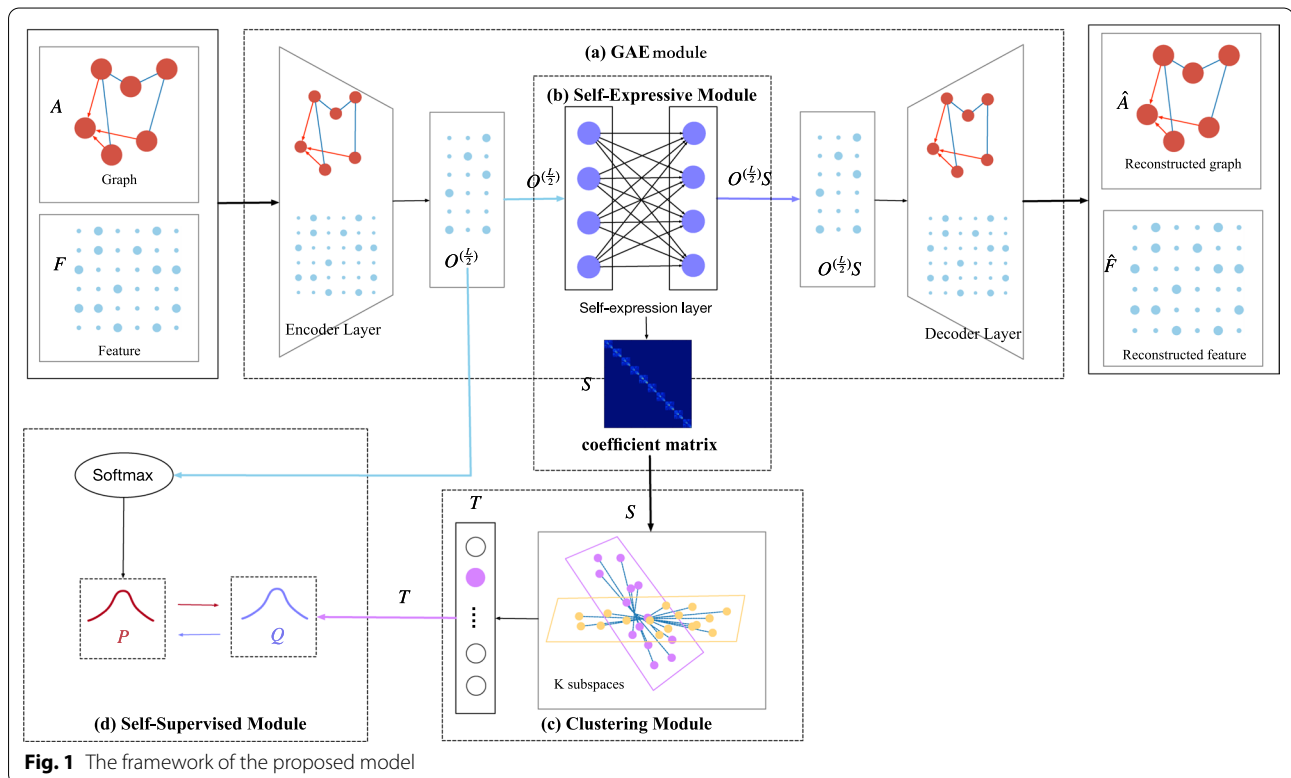 (a) GAE module
A
Graph
F
Feature
Encoder Layer
O^(L/2)
O^(L/2)
(b) Self-Expressive Module
Self-expression layer
S
coefficient matrix
O^(L/2)S
O^(L/2)S
Decoder Layer
Â
Reconstructed graph
F̂
Reconstructed feature
S
K subspaces
(c) Clustering Module
T
T
Softmax
P
Q
(d) Self-Supervised Module
Fig. 1 The framework of the proposed model